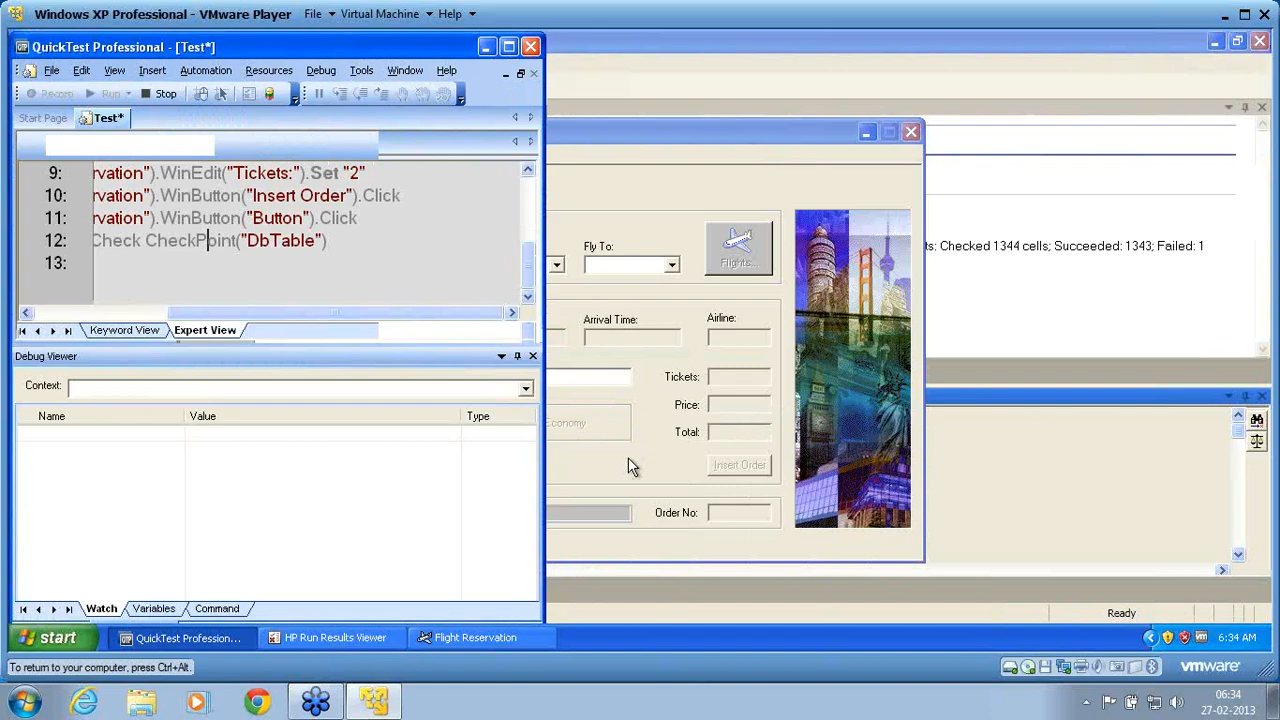 Windows XP Professional - VMware Player File Virtual Machine Help
QuickTest Professional - [Test*]
File Edit View Insert Automation Resources Debug Tools Window Help
Record Run Stop
Start Page Test*
9: rvation").WinEdit("Tickets:").Set "2"
10: rvation").WinButton("Insert Order").Click
11: rvation").WinButton("Button").Click
12: Check CheckPoint("DbTable")
13:
Keyword View Expert View
Debug Viewer
Context:
Name Value Type
Watch Variables Command
Fly To:
Flights...
Arrival Time: Airline:
Tickets:
Price:
Economy
Total:
Insert Order
Order No:
ts: Checked 1344 cells; Succeeded: 1343; Failed: 1
Ready
start QuickTest Profession... HP Run Results Viewer Flight Reservation 6:34 AM
To return to your computer, press Ctrl+Alt. vmware
06:34
27-02-2013